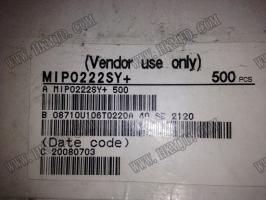 (Vendor use only)
MIP0222SY+ 500 PCS
A MIP0222SY+ 500
B 08710U106T0220A 40 SE 2120
(Date code)
C 20080703